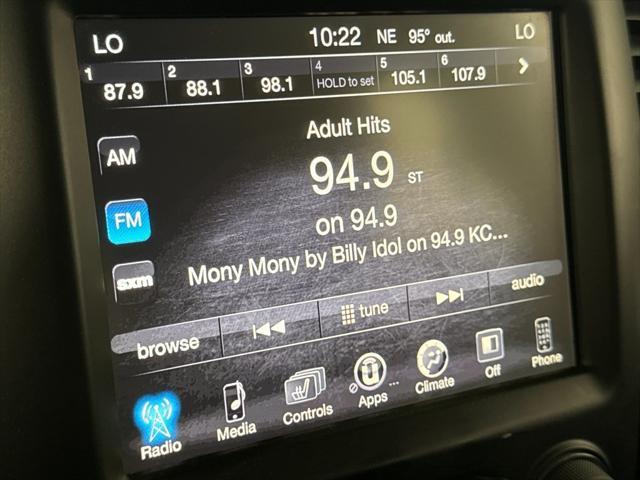 LO 10:22 NE 95° out. LO
1 87.9 2 88.1 3 98.1 4 HOLD to set 5 105.1 6 107.9
Adult Hits
AM
94.9 ST
FM
on 94.9
Mony Mony by Billy Idol on 94.9 KC...
sxm
browse tune audio
Radio Media Controls Apps ... Climate Off Phone